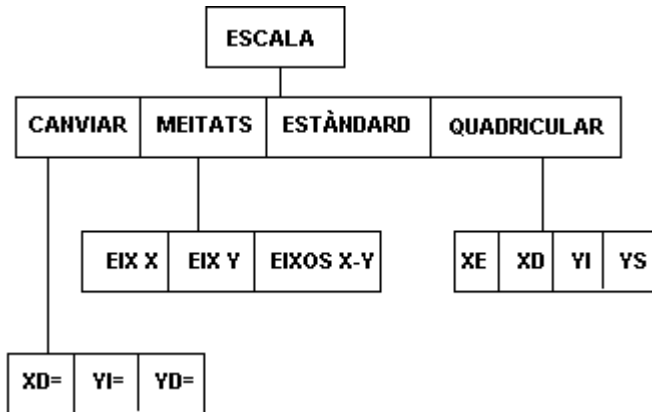 ESCALA
CANVIAR MEITATS ESTÀNDARD QUADRICULAR
EIX X EIX Y EIXOS X-Y XE XD YI YS
XD= YI= YD=